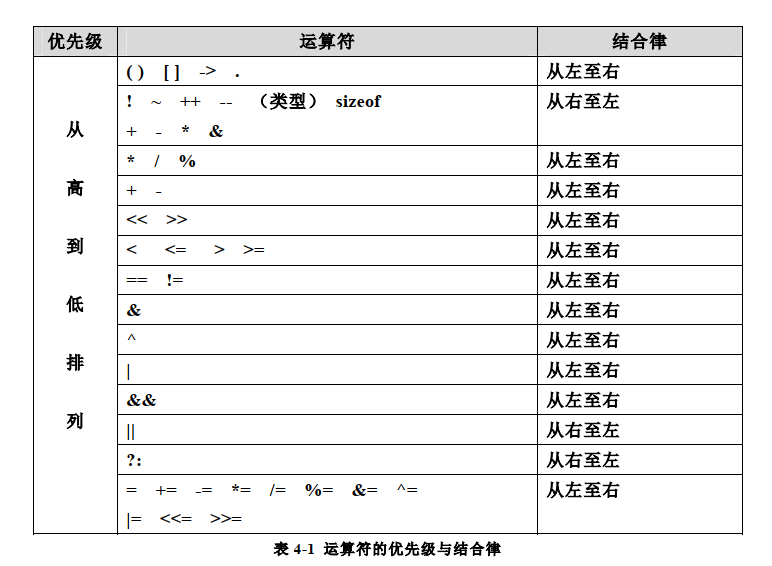 优先级 运算符 结合律
从高到低排列
( ) [ ] -> . 从左至右
! ~ ++ -- （类型） sizeof 从右至左
+ - * &
* / % 从左至右
+ - 从左至右
<< >> 从左至右
< <= > >= 从左至右
== != 从左至右
& 从左至右
^ 从左至右
| 从左至右
&& 从左至右
|| 从右至左
?: 从右至左
= += -= *= /= %= &= ^= 从左至右
|= <<= >>=
表 4-1 运算符的优先级与结合律